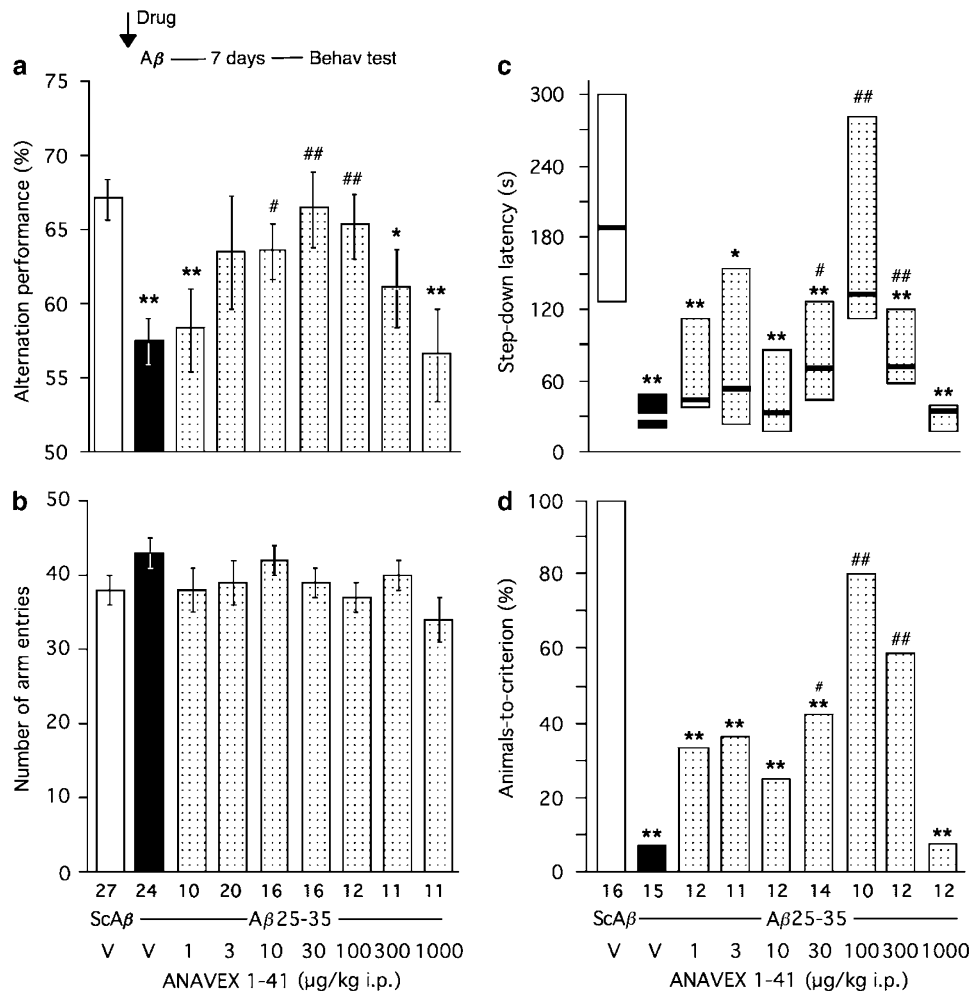 Drug
Aβ — 7 days — Behav test
a
75
70
65
60
55
50
Alternation performance (%)
**
**
#
##
##
*
**
b
50
40
30
20
10
0
Number of arm entries
27 24 10 20 16 16 12 11 11
ScAβ Aβ25-35
V V 1 3 10 30 100 300 1000
ANAVEX 1-41 (µg/kg i.p.)
c
300
240
180
120
60
0
Step-down latency (s)
**
**
*
**
#
**
##
##
**
**
d
100
80
60
40
20
0
Animals-to-criterion (%)
**
**
**
**
#
**
##
##
**
16 15 12 11 12 14 10 12 12
ScAβ Aβ25-35
V V 1 3 10 30 100 300 1000
ANAVEX 1-41 (µg/kg i.p.)